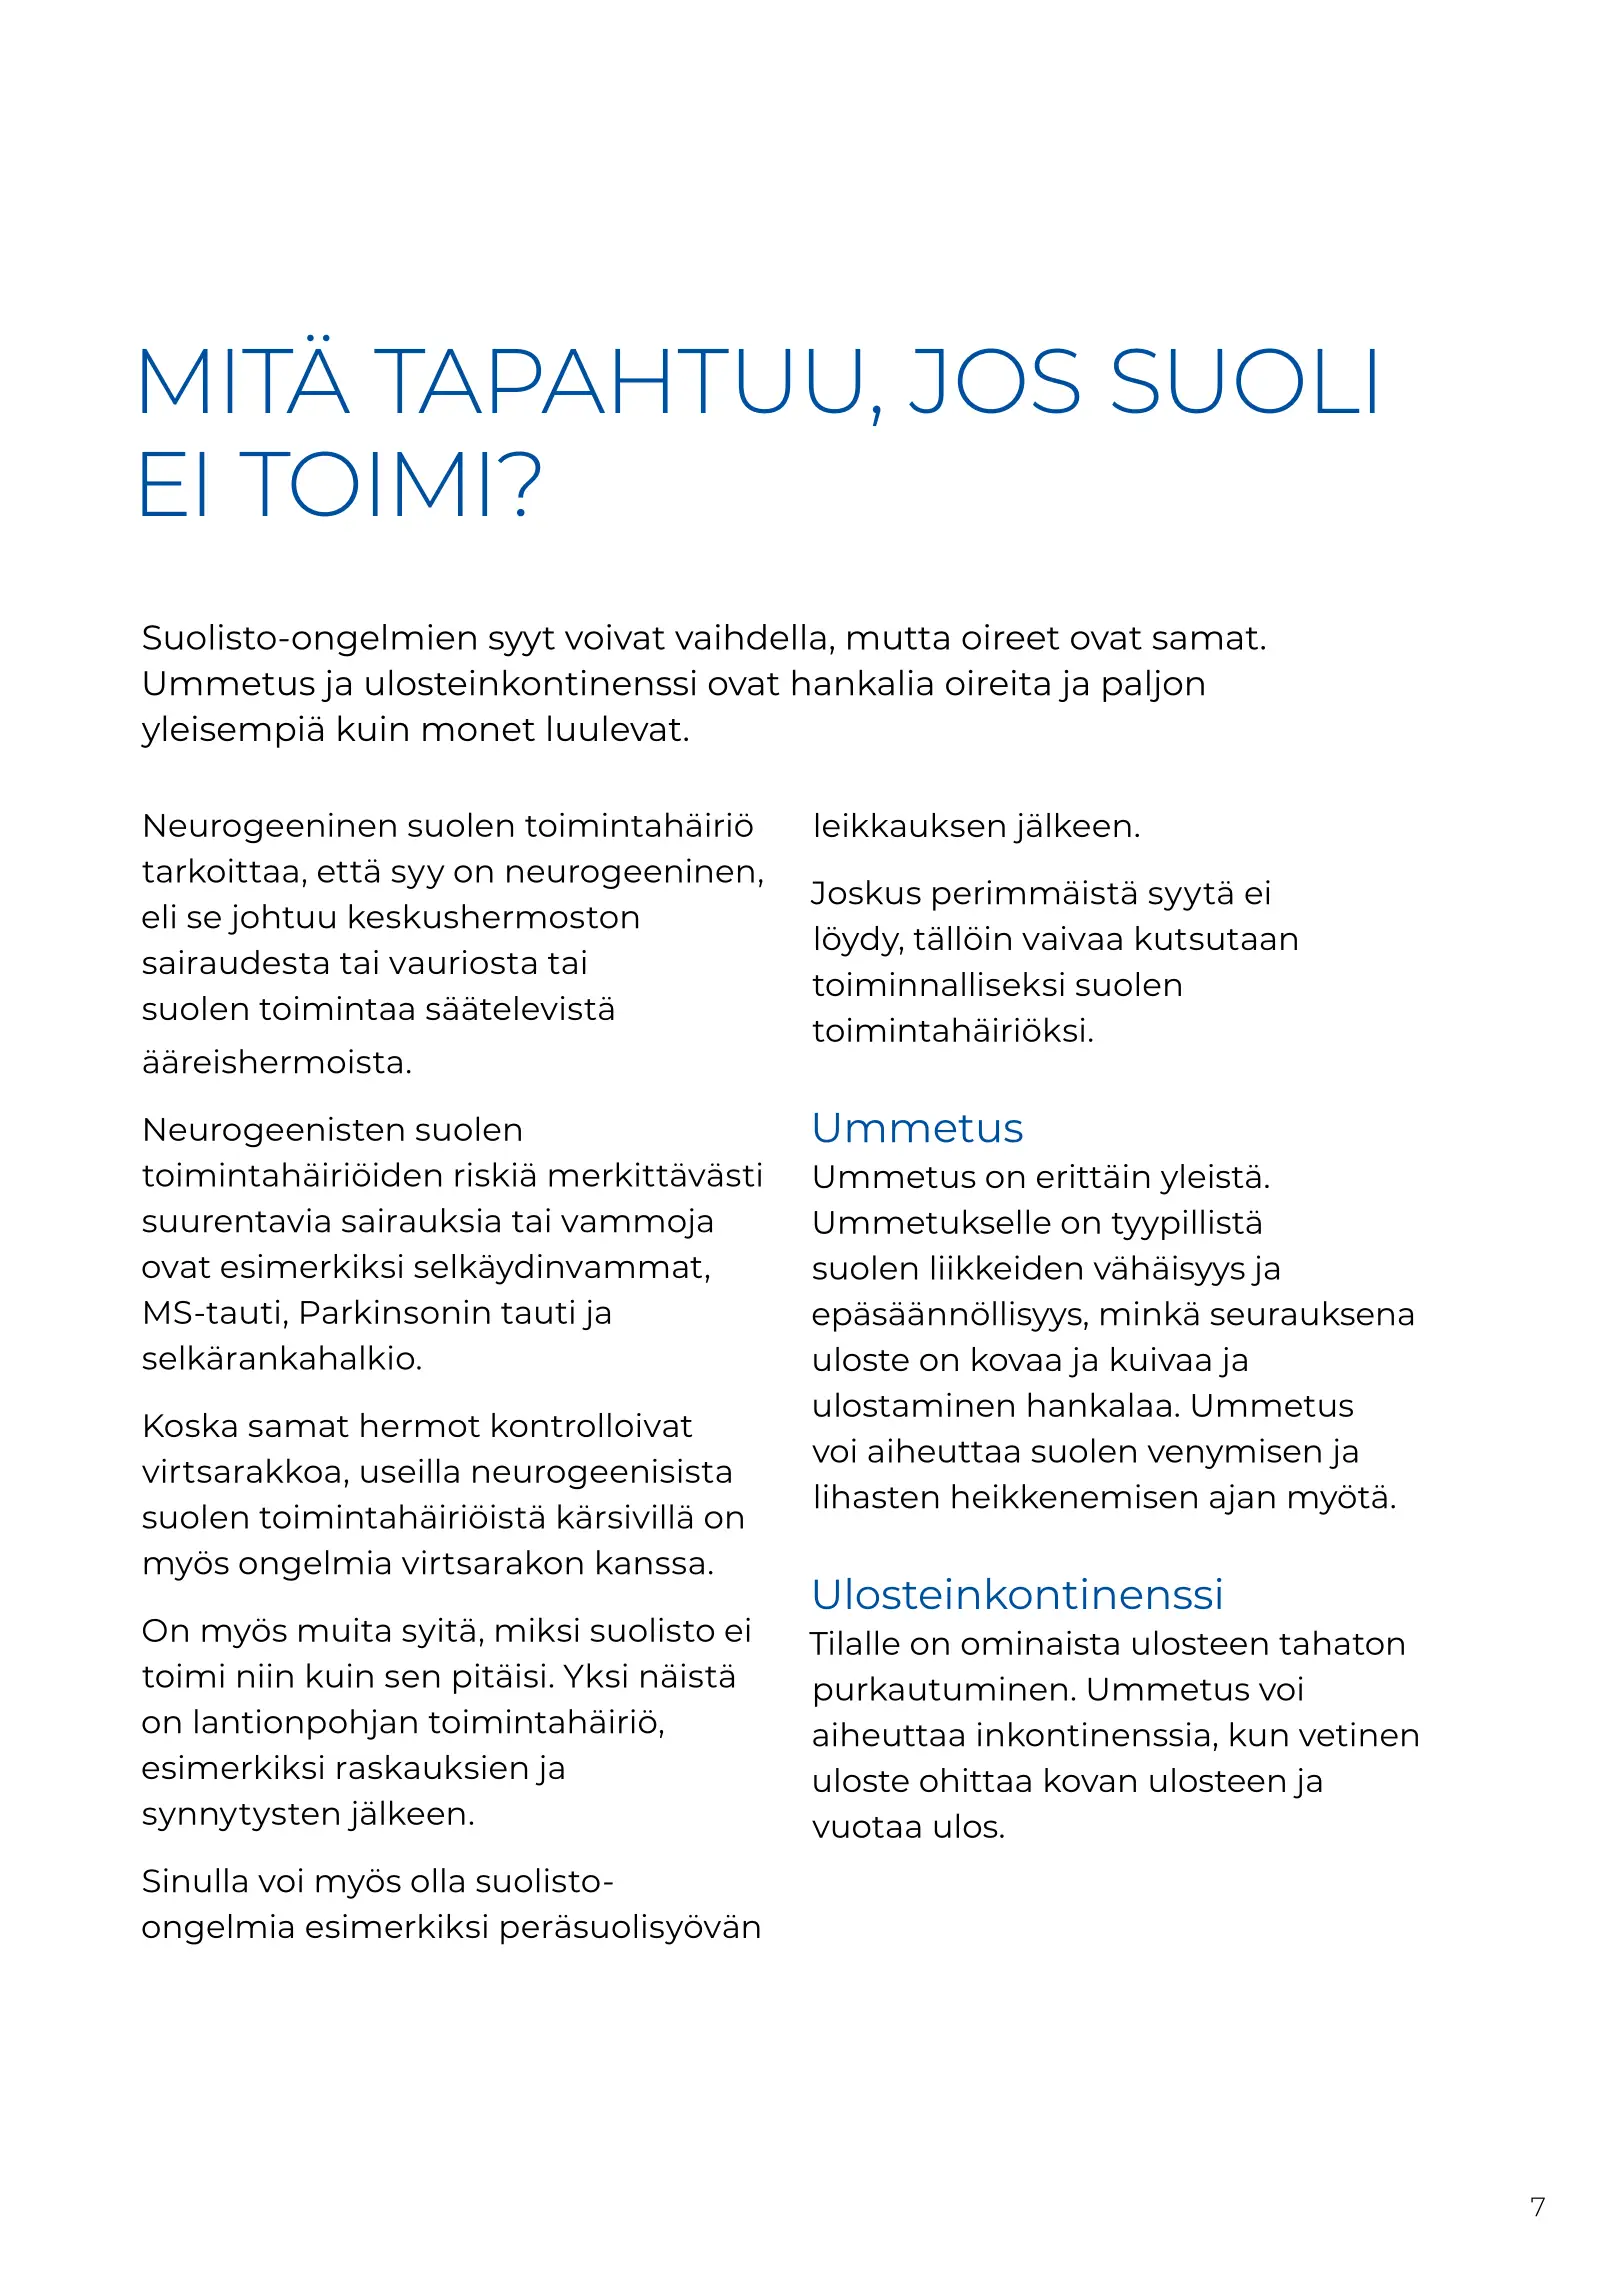 MITÄ TAPAHTUU, JOS SUOLI
EI TOIMI?
Suolisto-ongelmien syyt voivat vaihdella, mutta oireet ovat samat.
Ummetus ja ulosteinkontinenssi ovat hankalia oireita ja paljon
yleisempiä kuin monet luulevat.
Neurogeeninen suolen toimintahäiriö
tarkoittaa, että syy on neurogeeninen,
eli se johtuu keskushermoston
sairaudesta tai vauriosta tai
suolen toimintaa säätelevistä
ääreishermoista.
Neurogeenisten suolen
toimintahäiriöiden riskiä merkittävästi
suurentavia sairauksia tai vammoja
ovat esimerkiksi selkäydinvammat,
MS-tauti, Parkinsonin tauti ja
selkärankahalkio.
Koska samat hermot kontrolloivat
virtsarakkoa, useilla neurogeenisista
suolen toimintahäiriöistä kärsivillä on
myös ongelmia virtsarakon kanssa.
On myös muita syitä, miksi suolisto ei
toimi niin kuin sen pitäisi. Yksi näistä
on lantionpohjan toimintahäiriö,
esimerkiksi raskauksien ja
synnytysten jälkeen.
Sinulla voi myös olla suolisto-
ongelmia esimerkiksi peräsuolisyövän
leikkauksen jälkeen.
Joskus perimmäistä syytä ei
löydy, tällöin vaivaa kutsutaan
toiminnalliseksi suolen
toimintahäiriöksi.
Ummetus
Ummetus on erittäin yleistä.
Ummetukselle on tyypillistä
suolen liikkeiden vähäisyys ja
epäsäännöllisyys, minkä seurauksena
uloste on kovaa ja kuivaa ja
ulostaminen hankalaa. Ummetus
voi aiheuttaa suolen venymisen ja
lihasten heikkenemisen ajan myötä.
Ulosteinkontinenssi
Tilalle on ominaista ulosteen tahaton
purkautuminen. Ummetus voi
aiheuttaa inkontinenssia, kun vetinen
uloste ohittaa kovan ulosteen ja
vuotaa ulos.
7